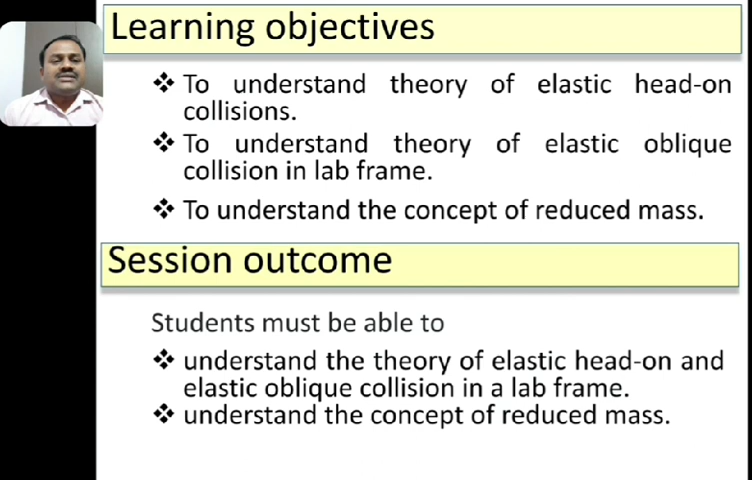 Learning objectives
❖ To understand theory of elastic head-on
collisions.
❖ To understand theory of elastic oblique
collision in lab frame.
❖ To understand the concept of reduced mass.
Session outcome
Students must be able to
❖ understand the theory of elastic head-on and
elastic oblique collision in a lab frame.
❖ understand the concept of reduced mass.